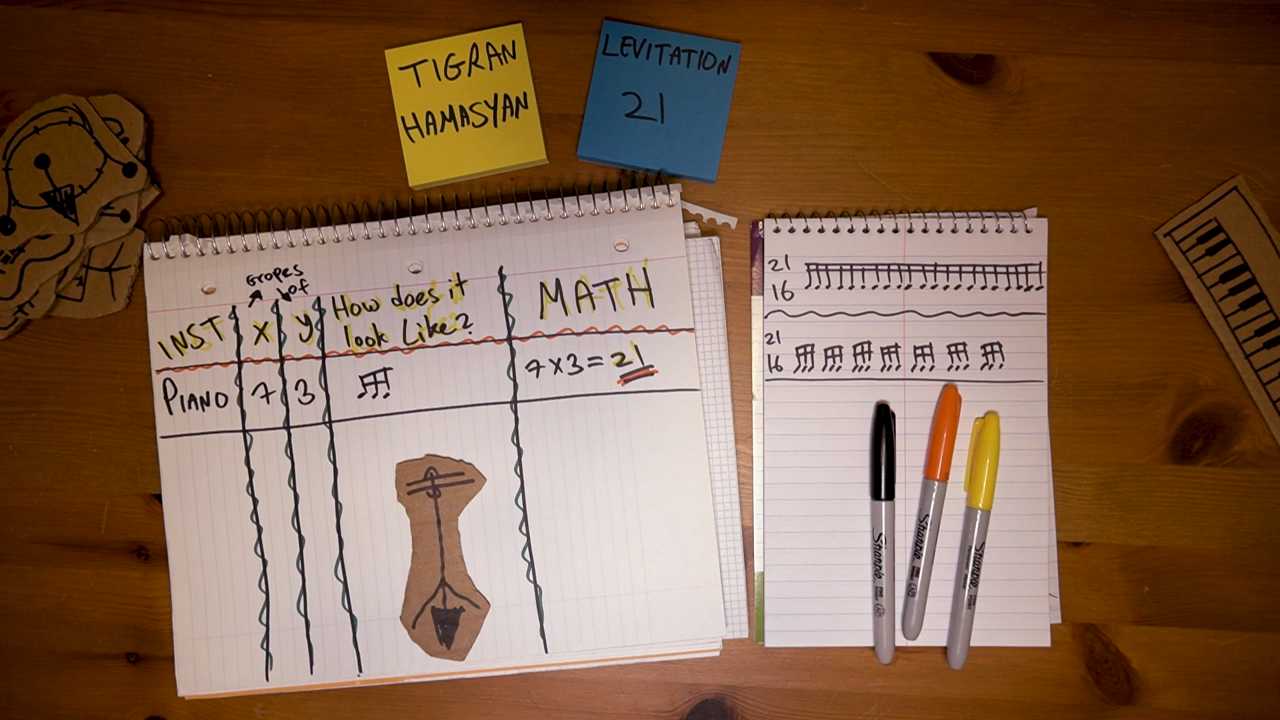 TIGRAN
HAMASYAN
LEVITATION
21
Gropes
of
INST
X
Y
How does it
look Like?
MATH
PIANO
7
3
7x3=21
21
16
21
16
Sharpie
Sharpie
Sharpie